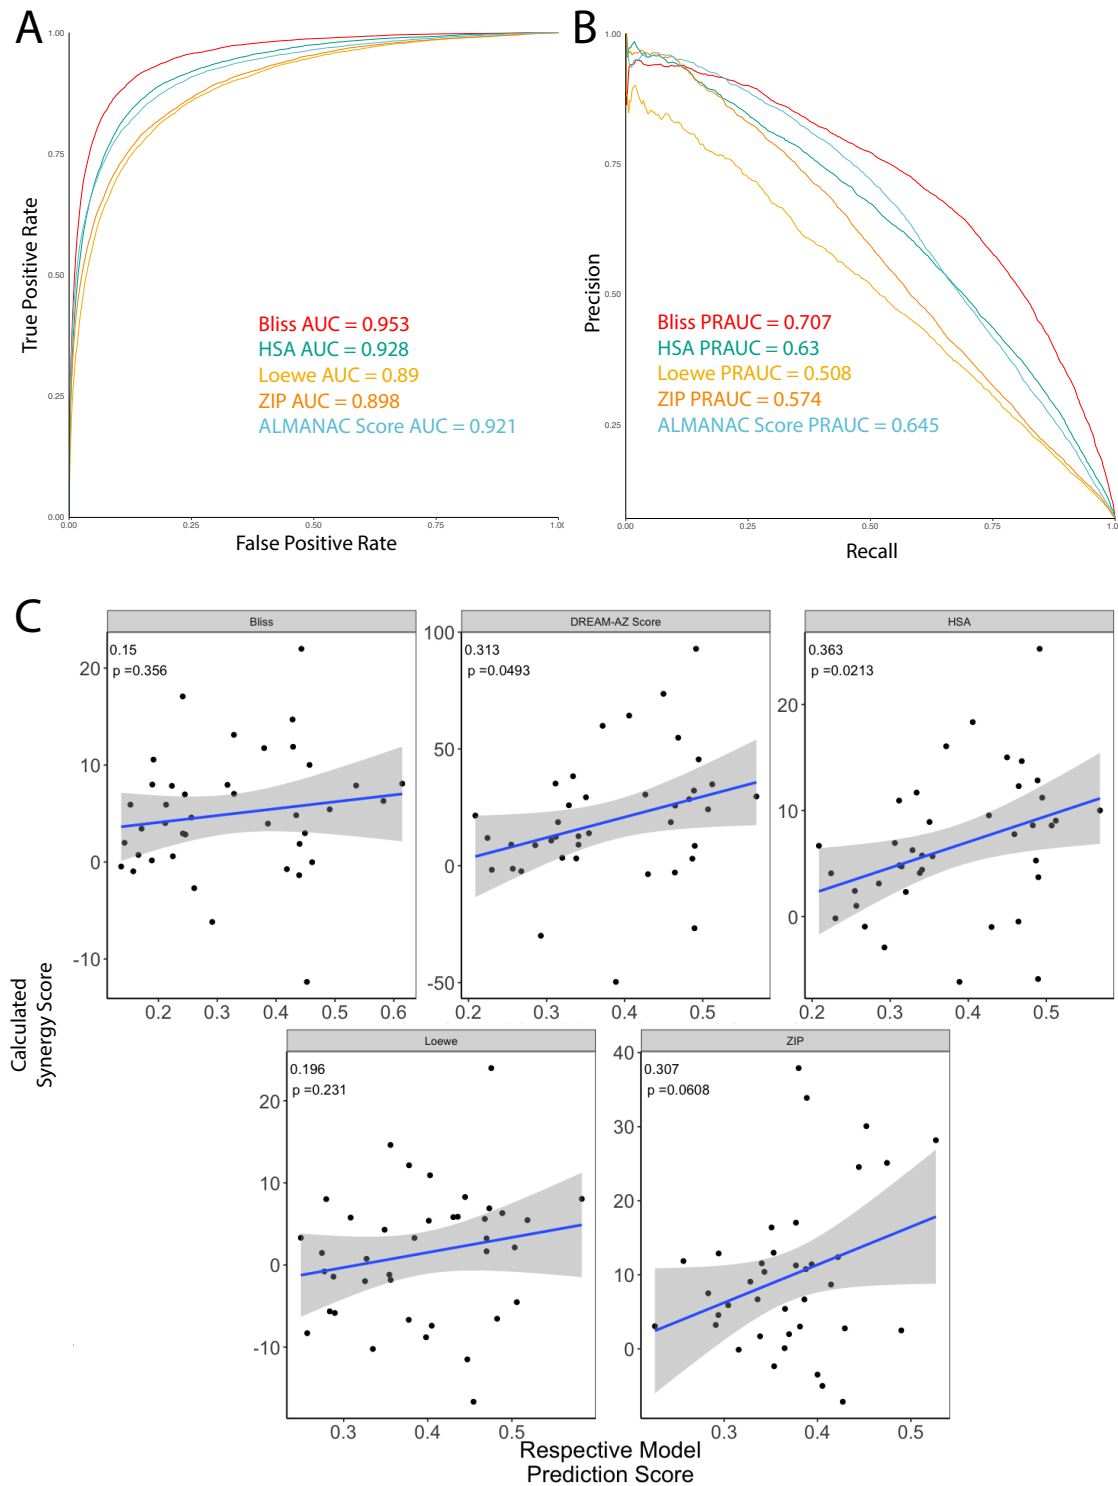 A
1.00
0.75
0.50
0.25
0.00
True Positive Rate
Bliss AUC = 0.953
HSA AUC = 0.928
Loewe AUC = 0.89
ZIP AUC = 0.898
ALMANAC Score AUC = 0.921
0.00 0.25 0.50 0.75 1.00
False Positive Rate
B
1.00
0.75
0.50
0.25
Precision
Bliss PRAUC = 0.707
HSA PRAUC = 0.63
Loewe PRAUC = 0.508
ZIP PRAUC = 0.574
ALMANAC Score PRAUC = 0.645
0.00 0.25 0.50 0.75 1.0
Recall
C
Calculated
Synergy Score
Bliss
0.15
p =0.356
20
10
0
-10
0.2 0.3 0.4 0.5 0.6
DREAM-AZ Score
0.313
p =0.0493
100
50
0
-50
0.2 0.3 0.4 0.5
HSA
0.363
p =0.0213
20
10
0
0.2 0.3 0.4 0.5
Loewe
0.196
p =0.231
20
10
0
-10
0.3 0.4 0.5
ZIP
0.307
p =0.0608
40
30
20
10
0
0.3 0.4 0.5
Respective Model
Prediction Score